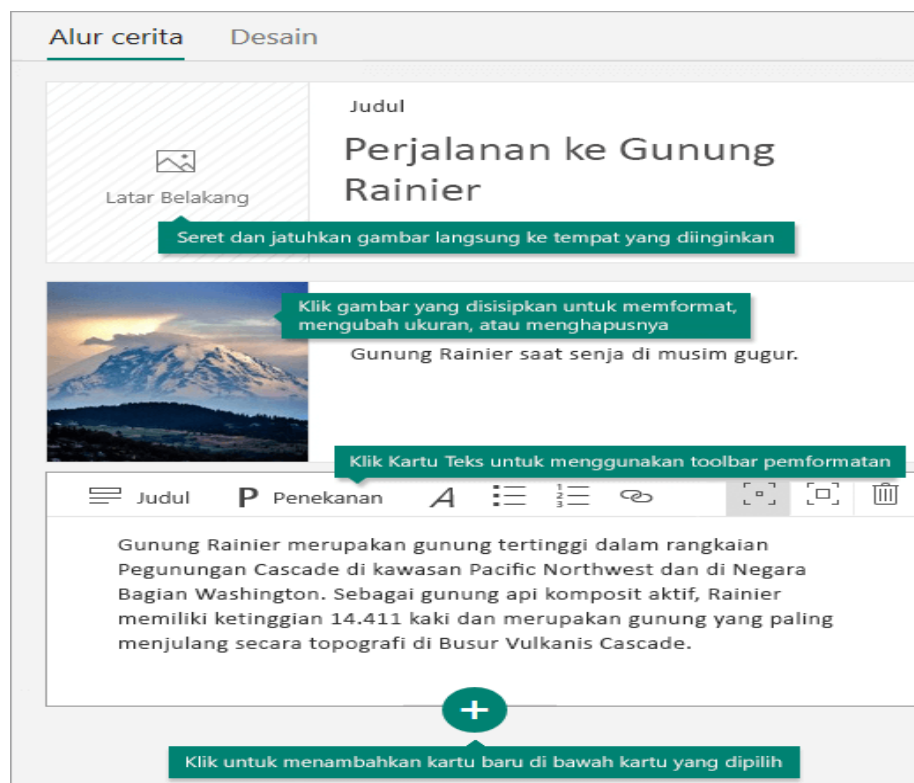 Alur cerita Desain
Judul
Perjalanan ke Gunung
Rainier
Latar Belakang
Seret dan jatuhkan gambar langsung ke tempat yang diinginkan
Klik gambar yang disisipkan untuk memformat,
mengubah ukuran, atau menghapusnya
Gunung Rainier saat senja di musim gugur.
Klik Kartu Teks untuk menggunakan toolbar pemformatan
Judul P Penekanan A 1 2 3
Gunung Rainier merupakan gunung tertinggi dalam rangkaian
Pegunungan Cascade di kawasan Pacific Northwest dan di Negara
Bagian Washington. Sebagai gunung api komposit aktif, Rainier
memiliki ketinggian 14.411 kaki dan merupakan gunung yang paling
menjulang secara topografi di Busur Vulkanis Cascade.
Klik untuk menambahkan kartu baru di bawah kartu yang dipilih